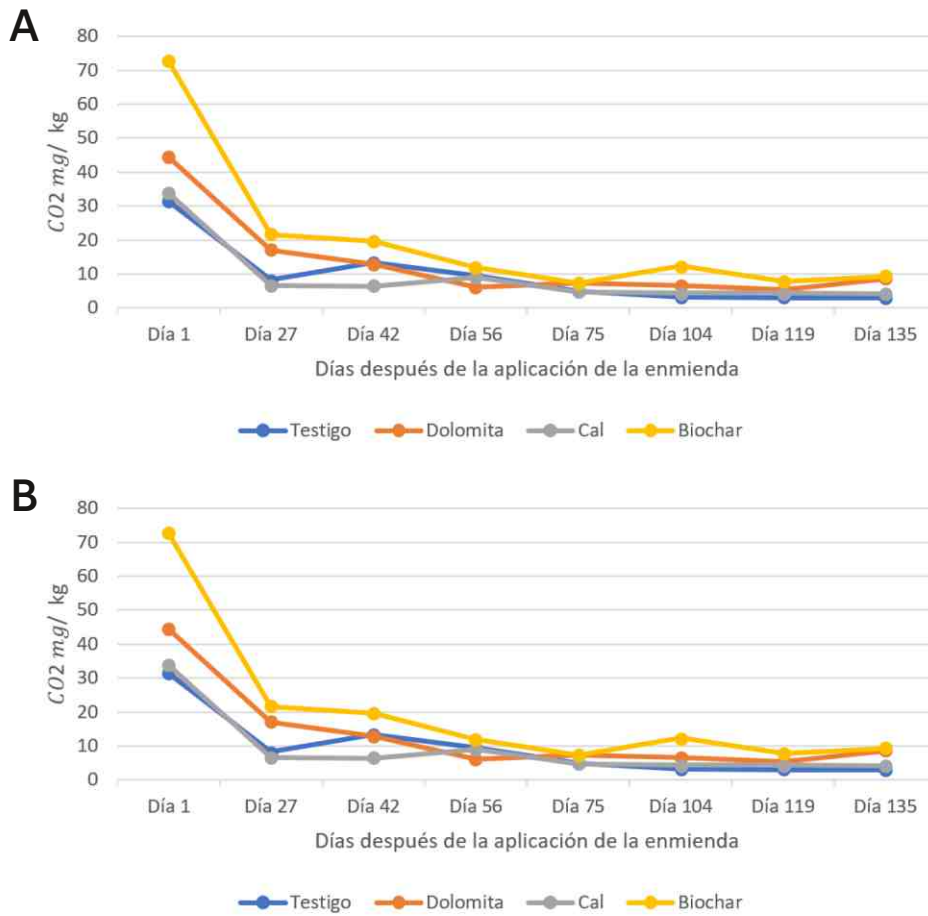 A
80
70
60
50
40
30
20
10
0
CO2 mg/ kg
Día 1 Día 27 Día 42 Día 56 Día 75 Día 104 Día 119 Día 135
Días después de la aplicación de la enmienda
Testigo Dolomita Cal Biochar
B
80
70
60
50
40
30
20
10
0
CO2 mg/ kg
Día 1 Día 27 Día 42 Día 56 Día 75 Día 104 Día 119 Día 135
Días después de la aplicación de la enmienda
Testigo Dolomita Cal Biochar